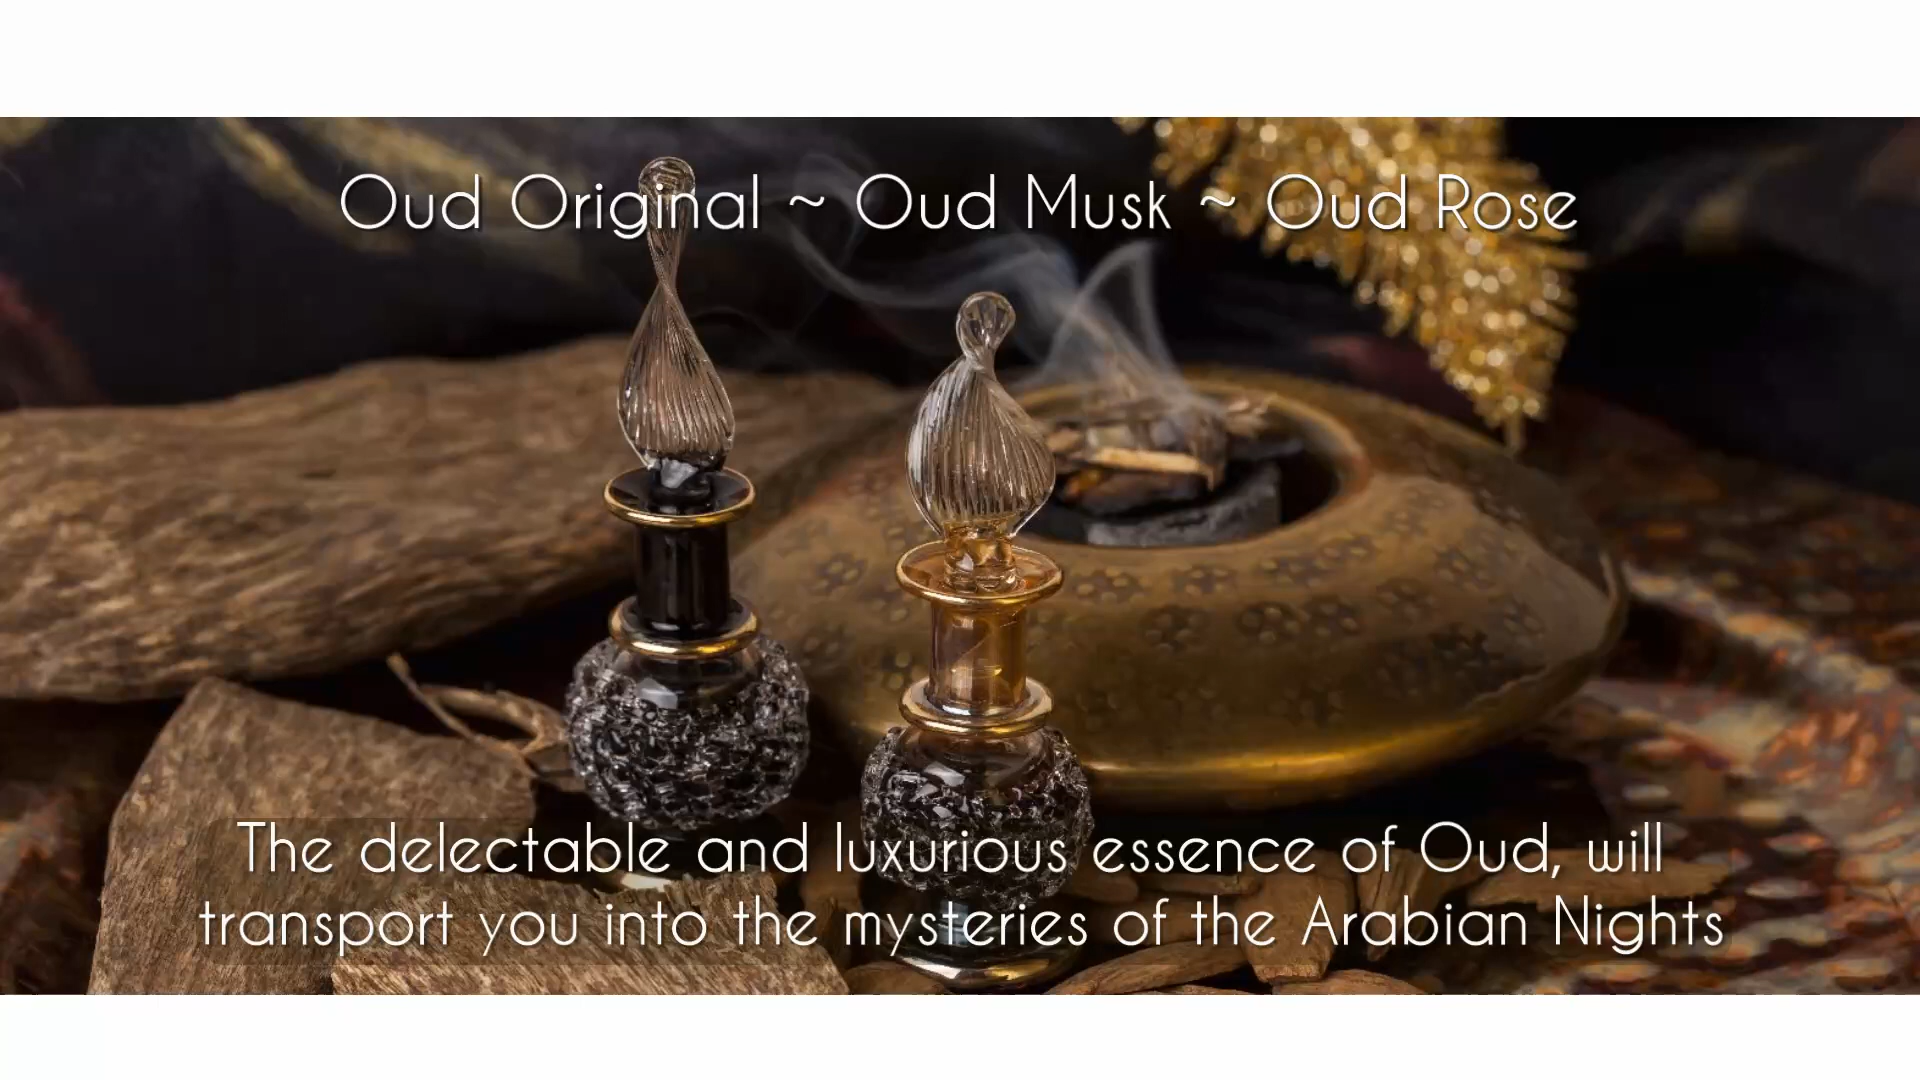 Oud Original ~ Oud Musk ~ Oud Rose
The delectable and luxurious essence of Oud, will
transport you into the mysteries of the Arabian Nights